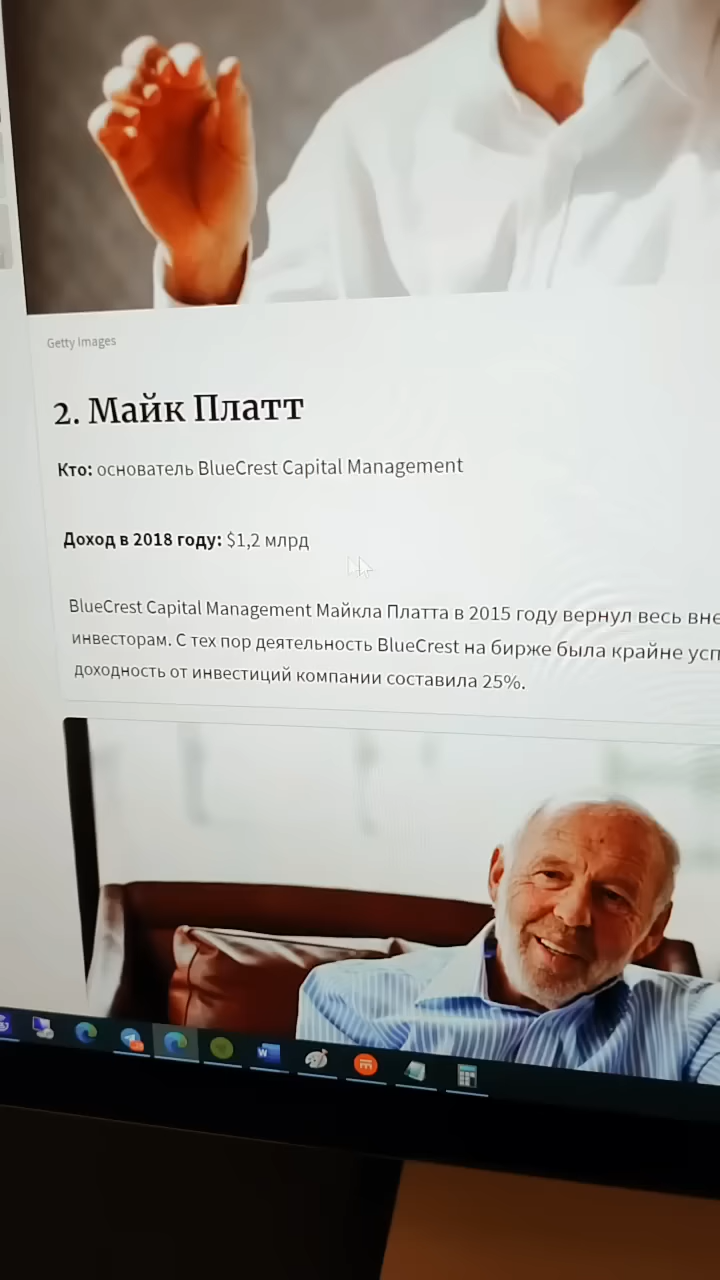 Getty Images
2. Майк Платт
Кто: основатель BlueCrest Capital Management
Доход в 2018 году: $1,2 млрд
BlueCrest Capital Management Майкла Платта в 2015 году вернул весь вне
инвесторам. С тех пор деятельность BlueCrest на бирже была крайне усп
доходность от инвестиций компании составила 25%.